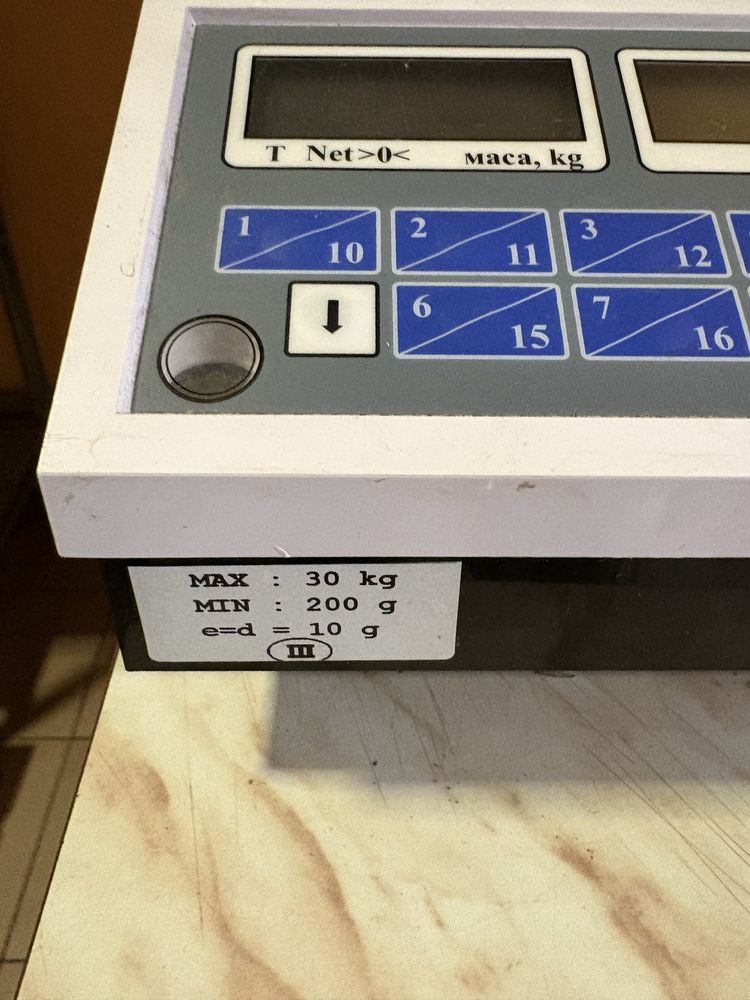 T Net>0< маса, kg
1 10 2 11 3 12
⬇ 6 15 7 16
MAX : 30 kg
MIN : 200 g
e=d = 10 g
III